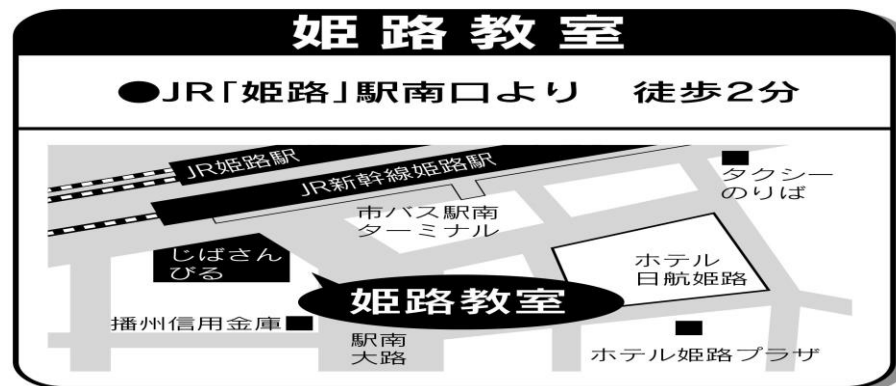 姫路教室
●JR「姫路」駅南口より 徒歩2分
JR姫路駅
JR新幹線姫路駅
タクシー
のりば
市バス駅南
ターミナル
じばさん
びる
ホテル
日航姫路
姫路教室
播州信用金庫
駅南
大路
ホテル姫路プラザ